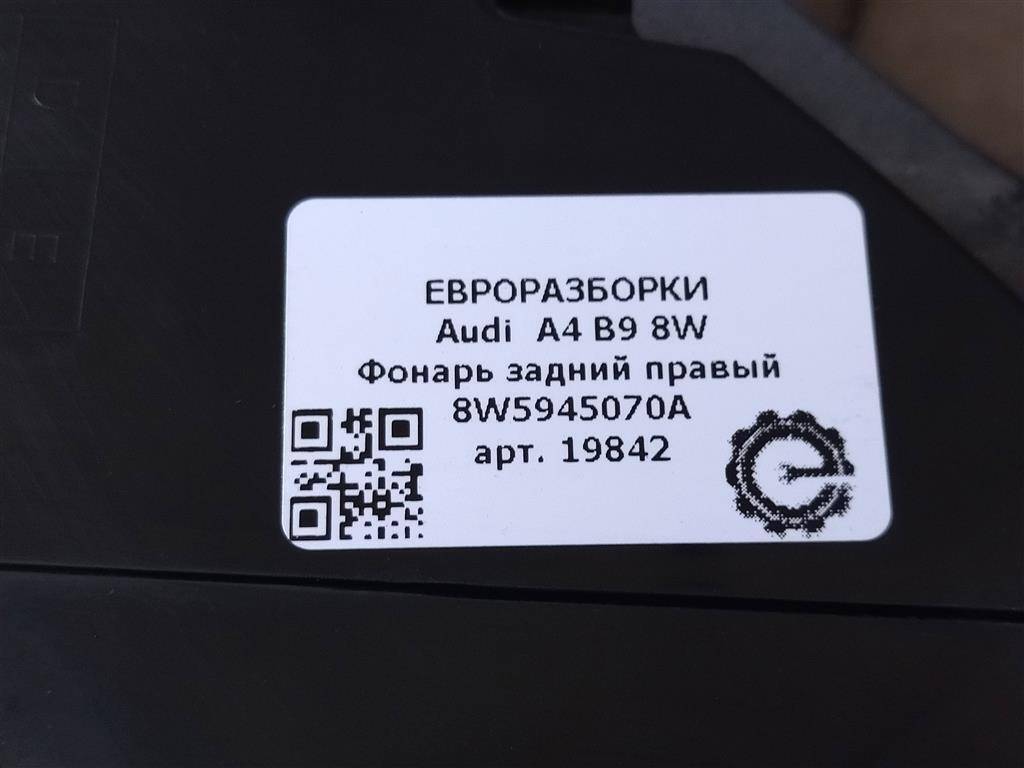 ЕВРОРАЗБОРКИ
Audi A4 B9 8W
Фонарь задний правый
8W5945070A
арт. 19842